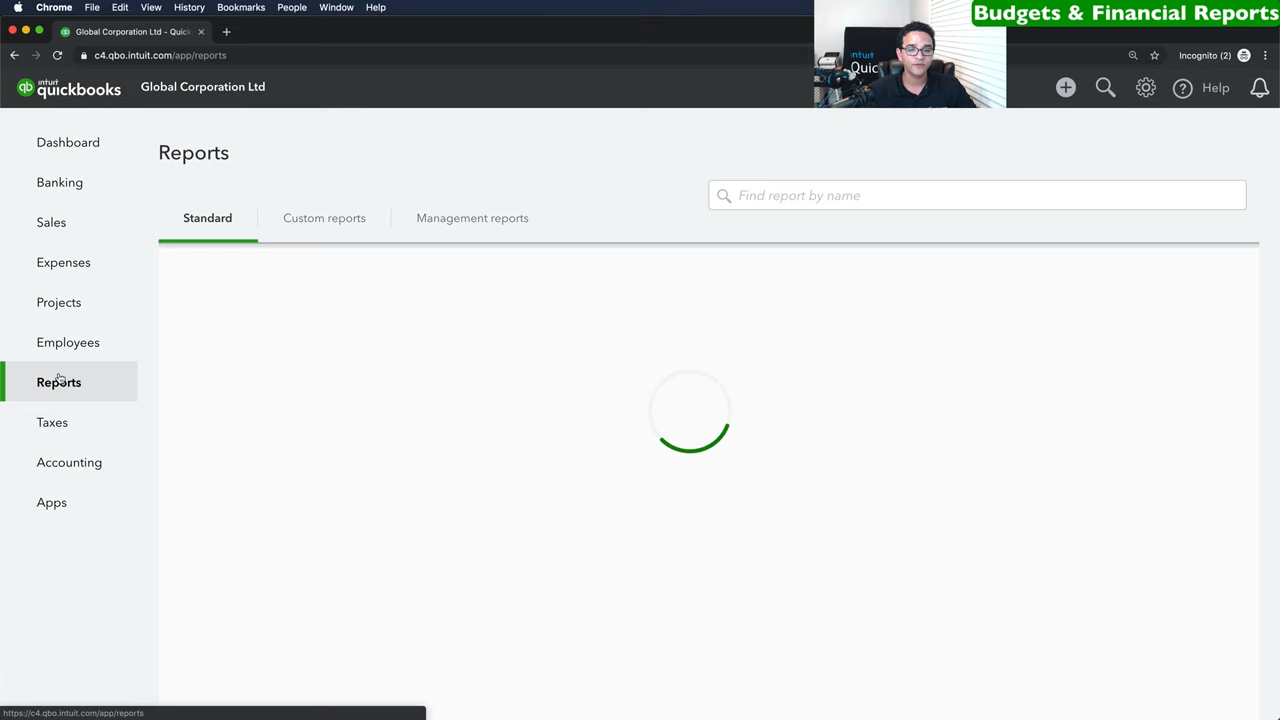 Chrome File Edit View History Bookmarks People Window Help
Budgets & Financial Reports
Global Corporation Ltd - Quick
c4.qbo.intuit.com/app/reports
Incognito (2)
intuit quickbooks
Global Corporation Ltd
intuit
Quic
Help
Dashboard
Banking
Sales
Expenses
Projects
Employees
Reports
Taxes
Accounting
Apps
Reports
Find report by name
Standard
Custom reports
Management reports
https://c4.qbo.intuit.com/app/reports